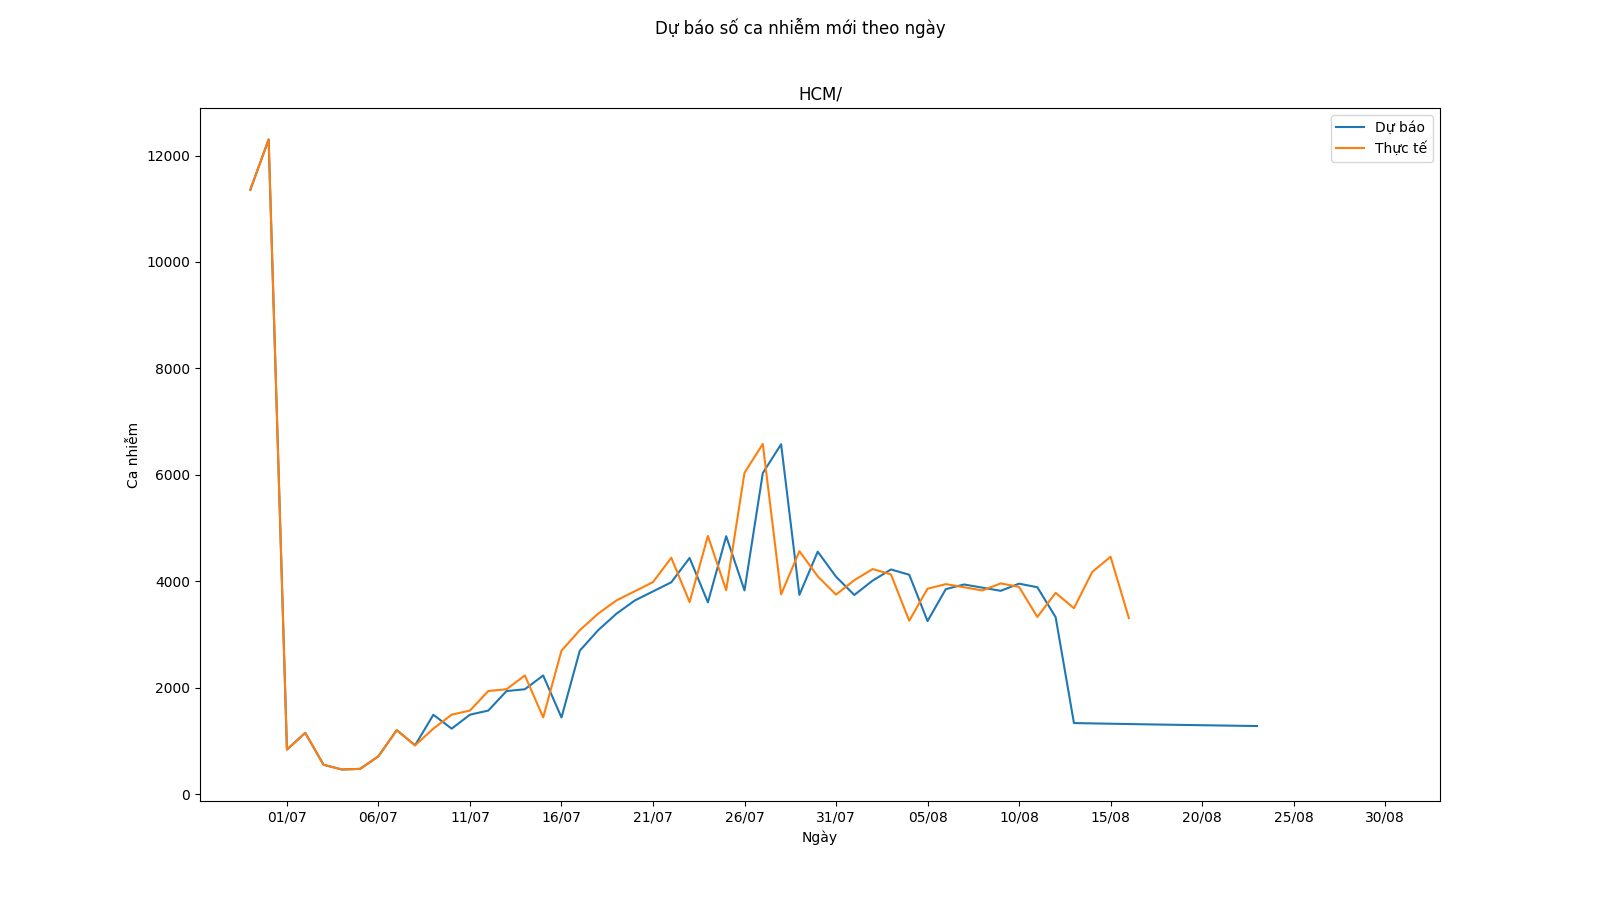 Dự báo số ca nhiễm mới theo ngày
HCM/
Dự báo
Thực tế
12000
10000
8000
6000
4000
2000
0
Ca nhiễm
01/07 06/07 11/07 16/07 21/07 26/07 31/07 05/08 10/08 15/08 20/08 25/08 30/08
Ngày